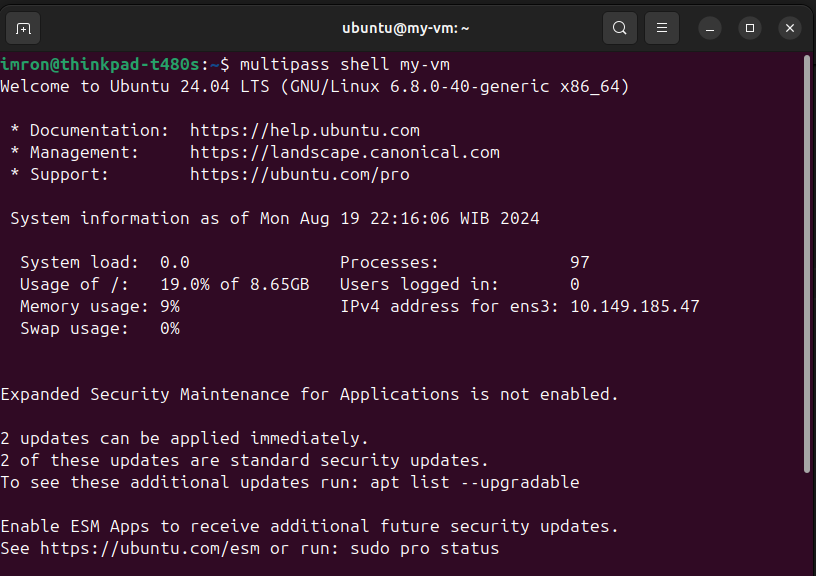 ubuntu@my-vm: ~
imron@thinkpad-t480s:~$ multipass shell my-vm
Welcome to Ubuntu 24.04 LTS (GNU/Linux 6.8.0-40-generic x86_64)
* Documentation:  https://help.ubuntu.com
* Management:     https://landscape.canonical.com
* Support:        https://ubuntu.com/pro
System information as of Mon Aug 19 22:16:06 WIB 2024
System load:  0.0               Processes:             97
Usage of /:   19.0% of 8.65GB   Users logged in:       0
Memory usage: 9%                IPv4 address for ens3: 10.149.185.47
Swap usage:   0%
Expanded Security Maintenance for Applications is not enabled.
2 updates can be applied immediately.
2 of these updates are standard security updates.
To see these additional updates run: apt list --upgradable
Enable ESM Apps to receive additional future security updates.
See https://ubuntu.com/esm or run: sudo pro status